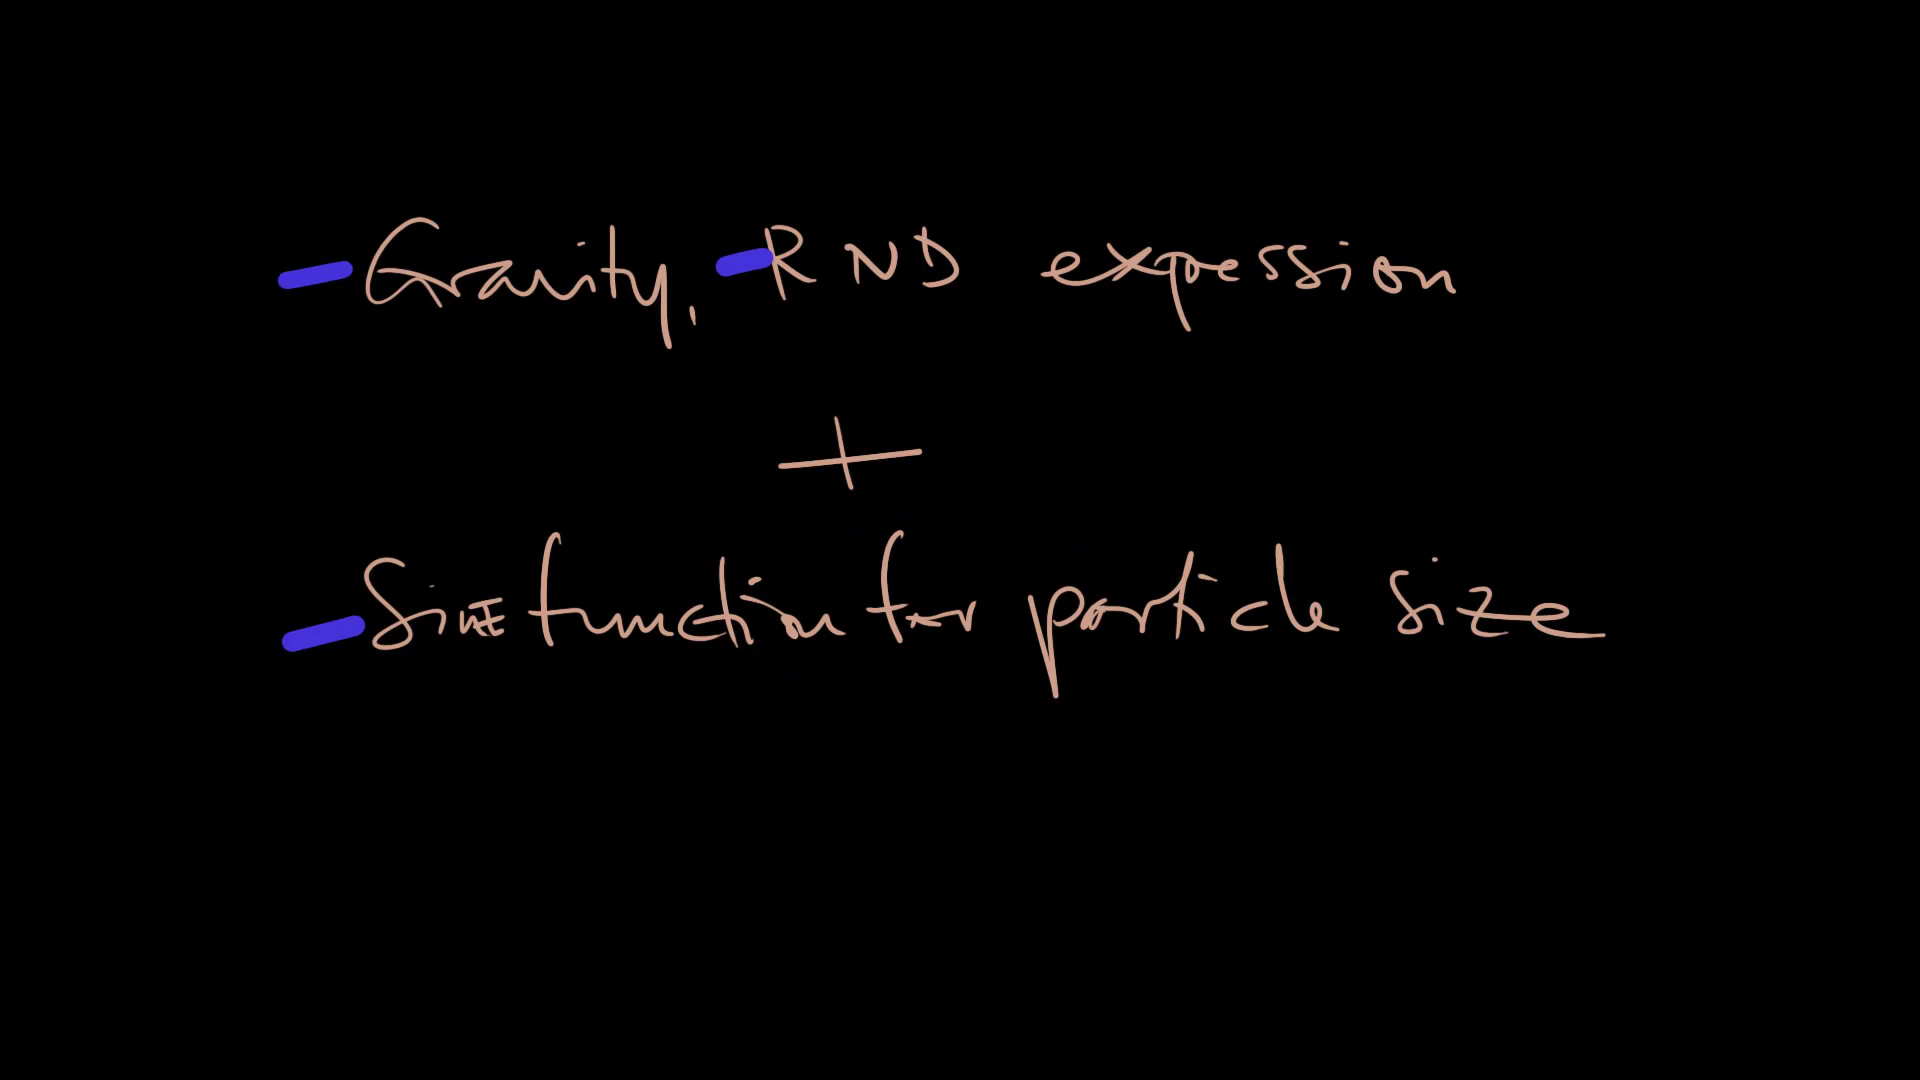 - Gravity, - RND expression
+
- Sine function for particle size